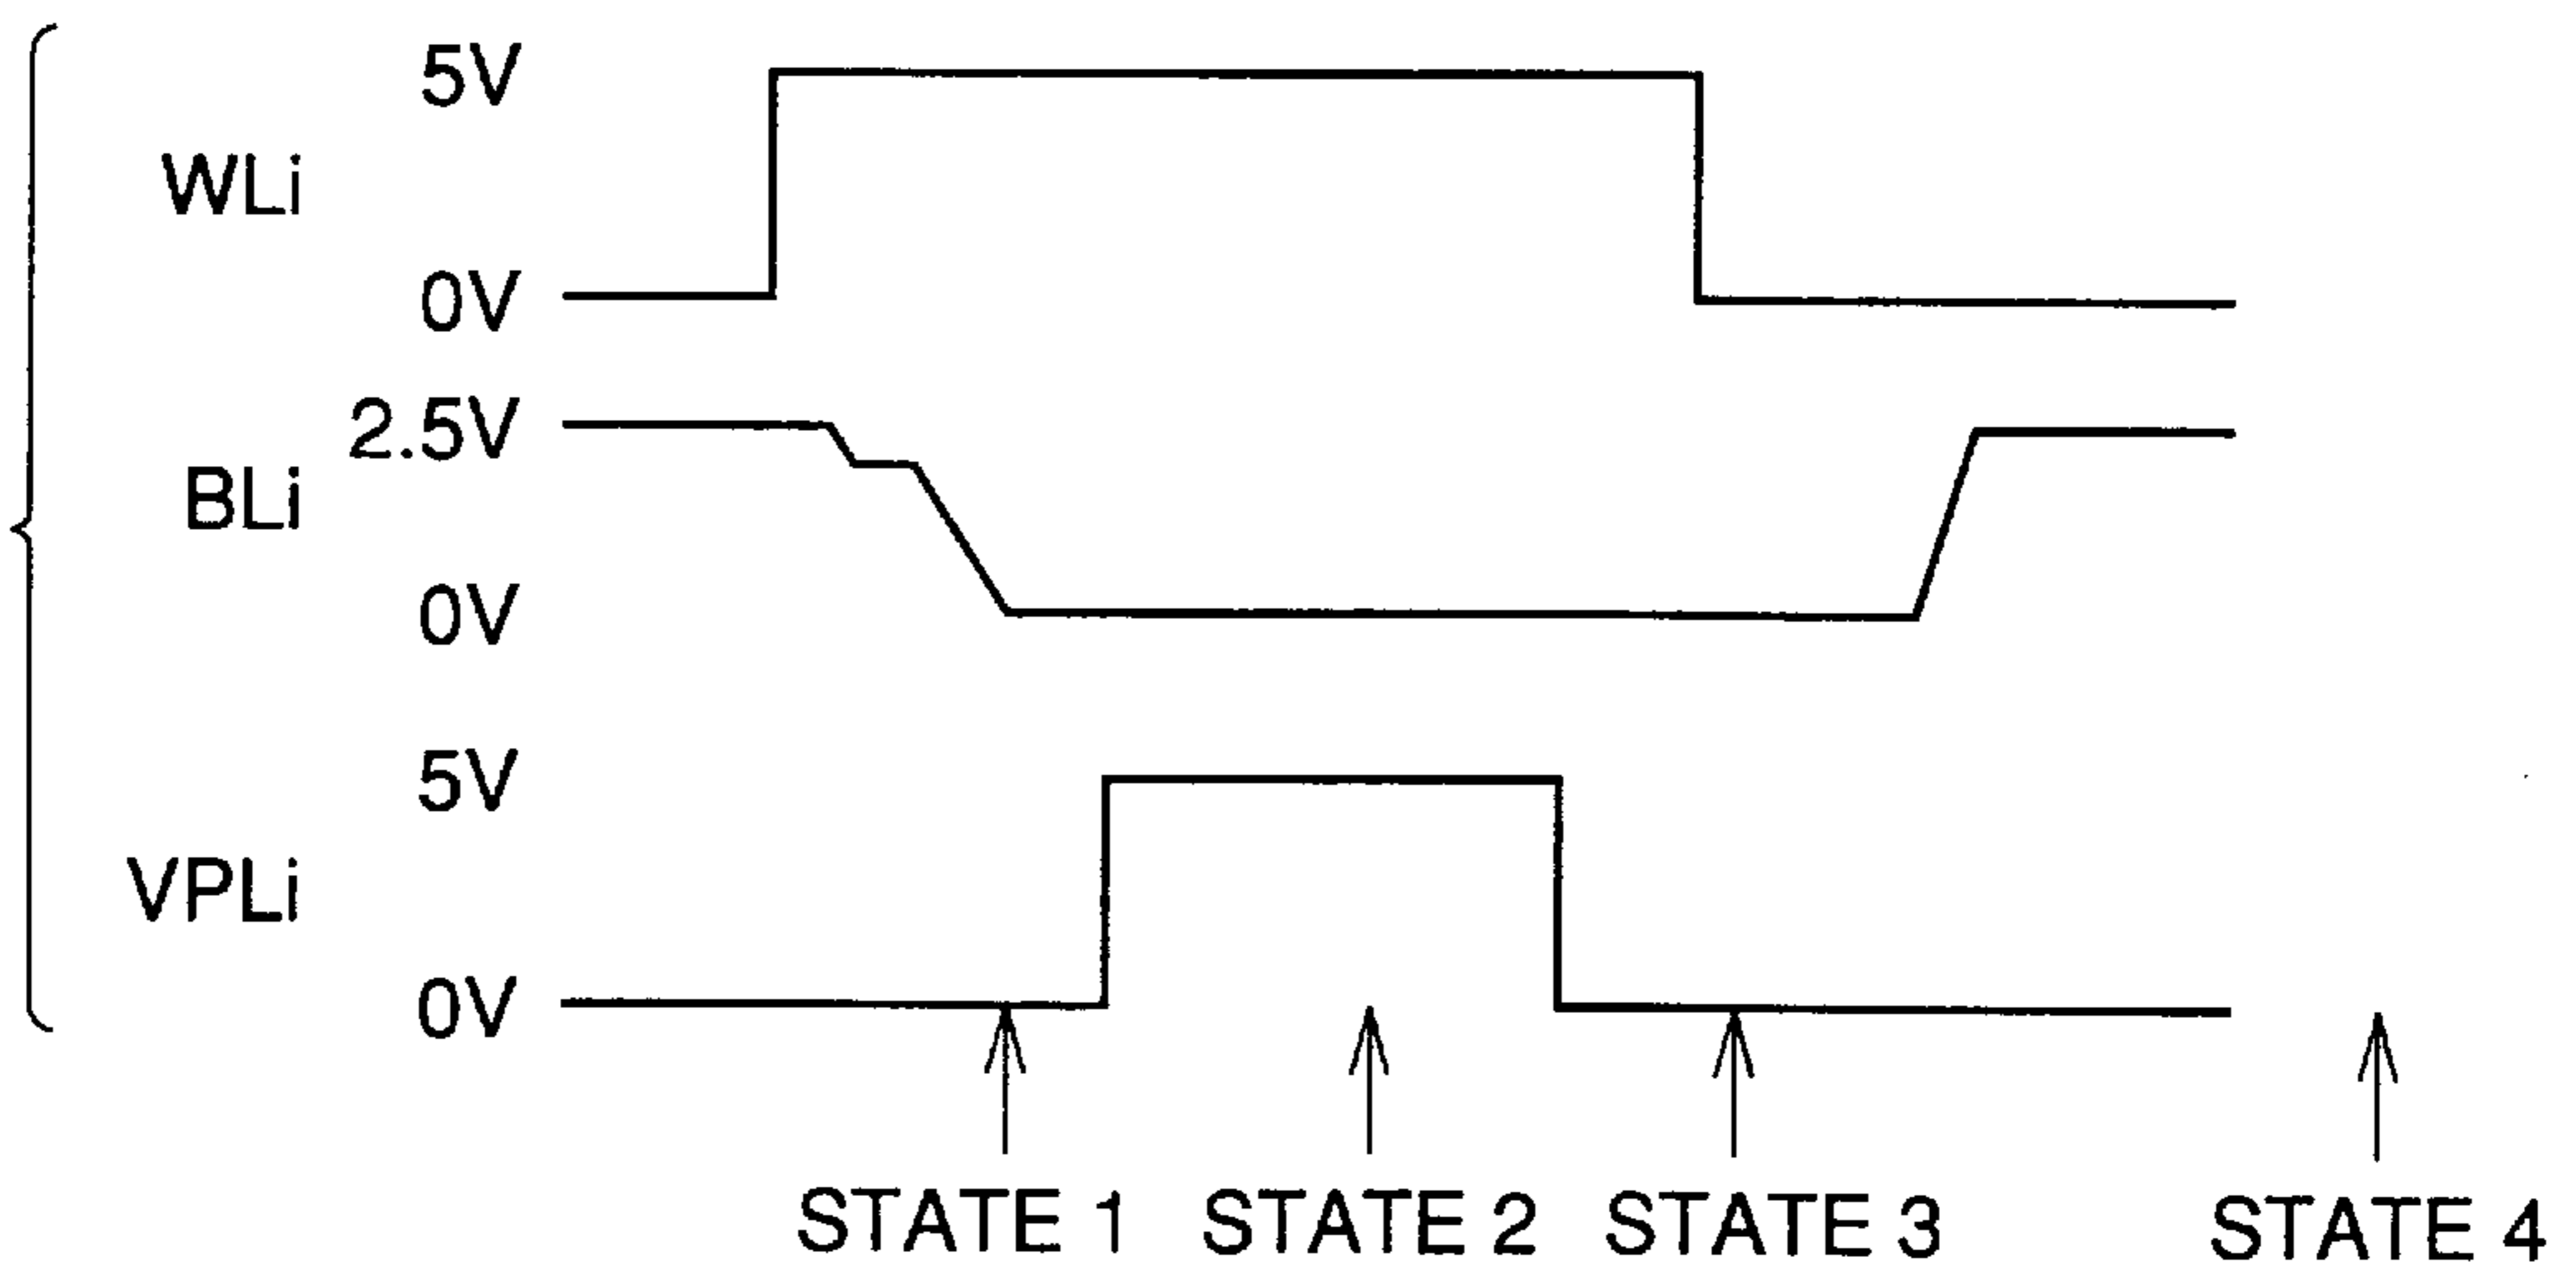 5V
WLi
0V
2.5V
BLi
0V
5V
VPLi
0V
STATE 1 STATE 2 STATE 3 STATE 4